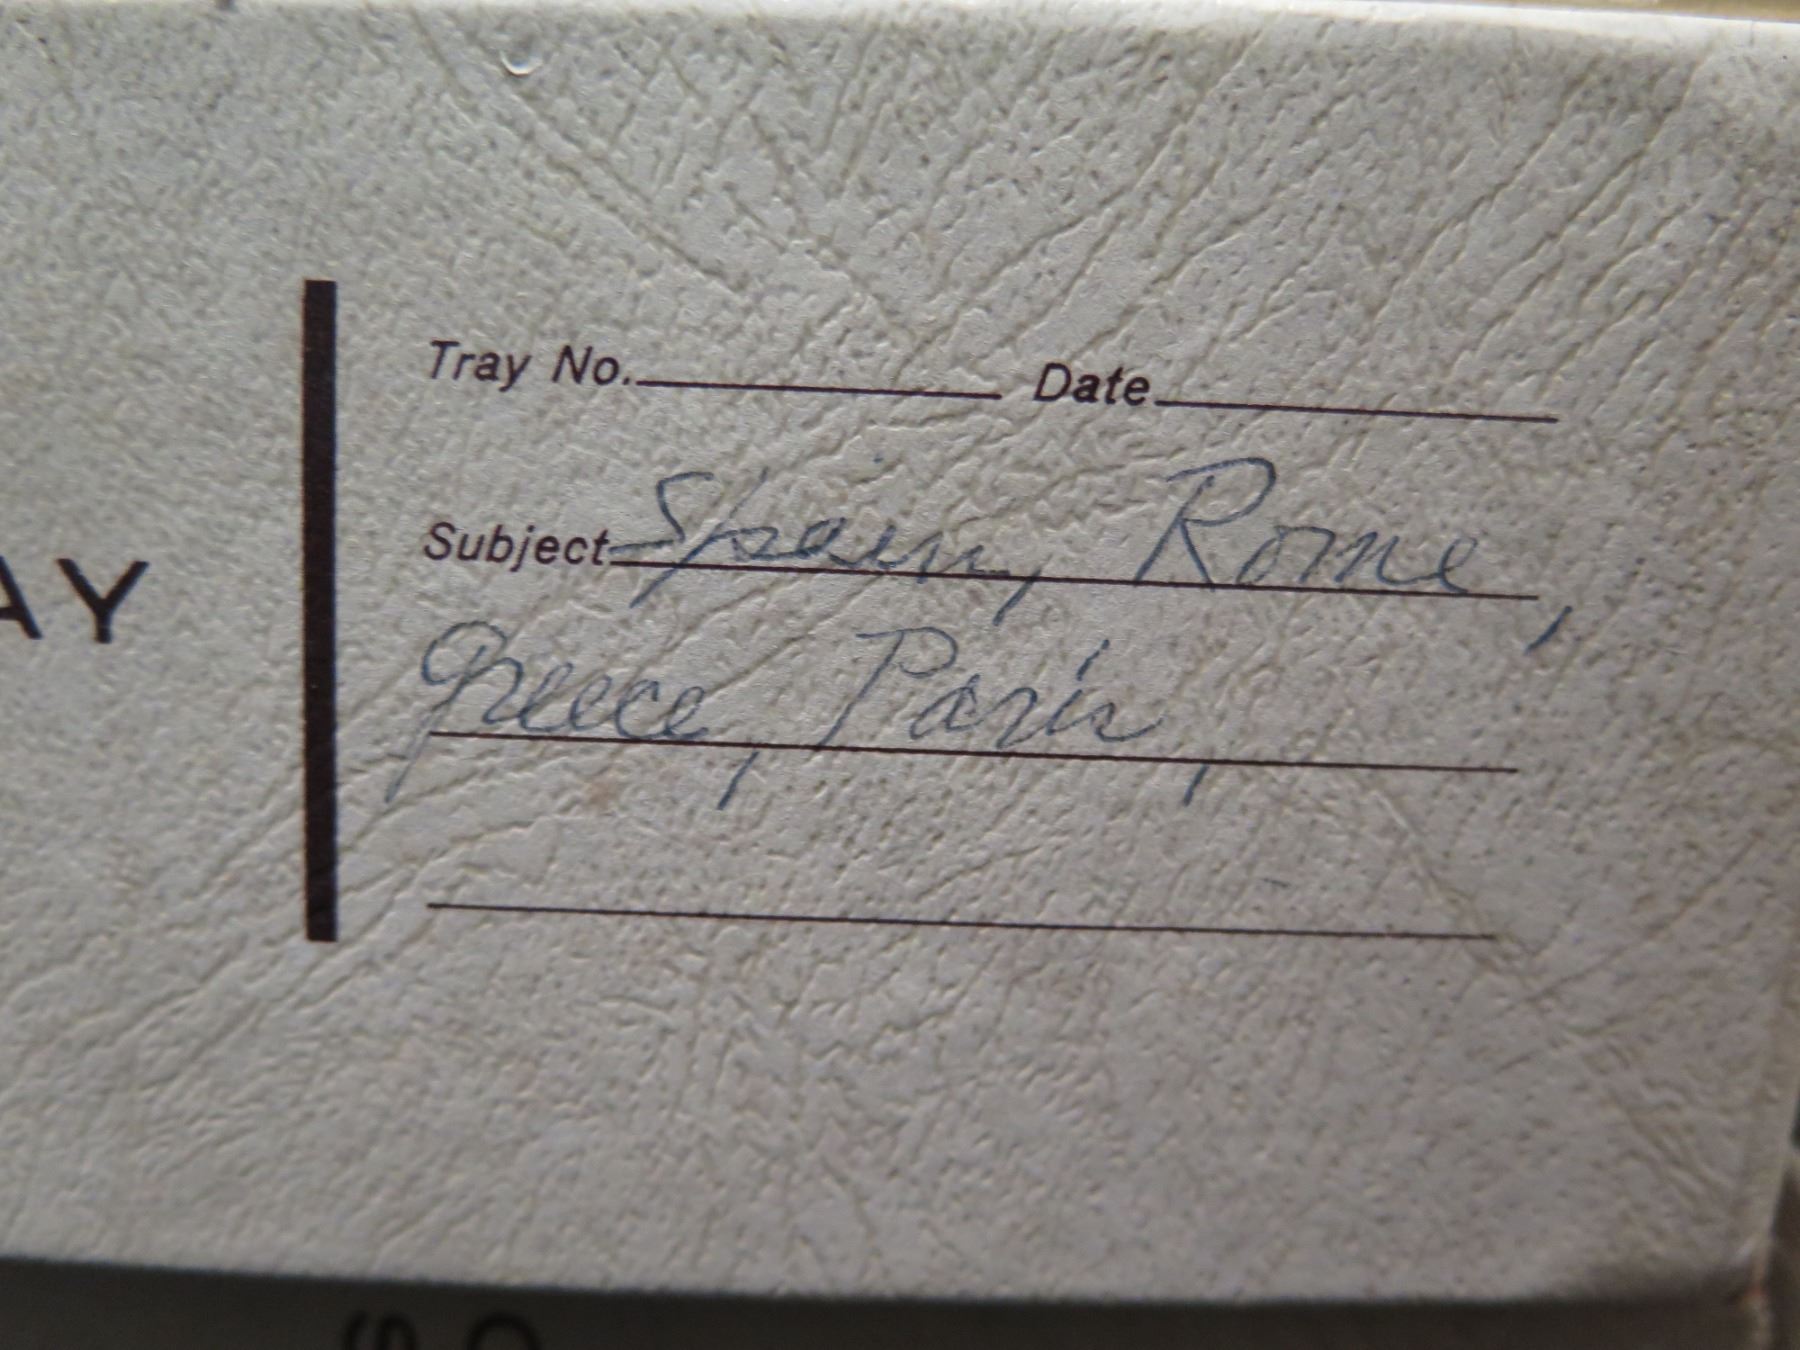 Tray No. Date
Subject Spain, Rome,
AY
Greece, Paris,